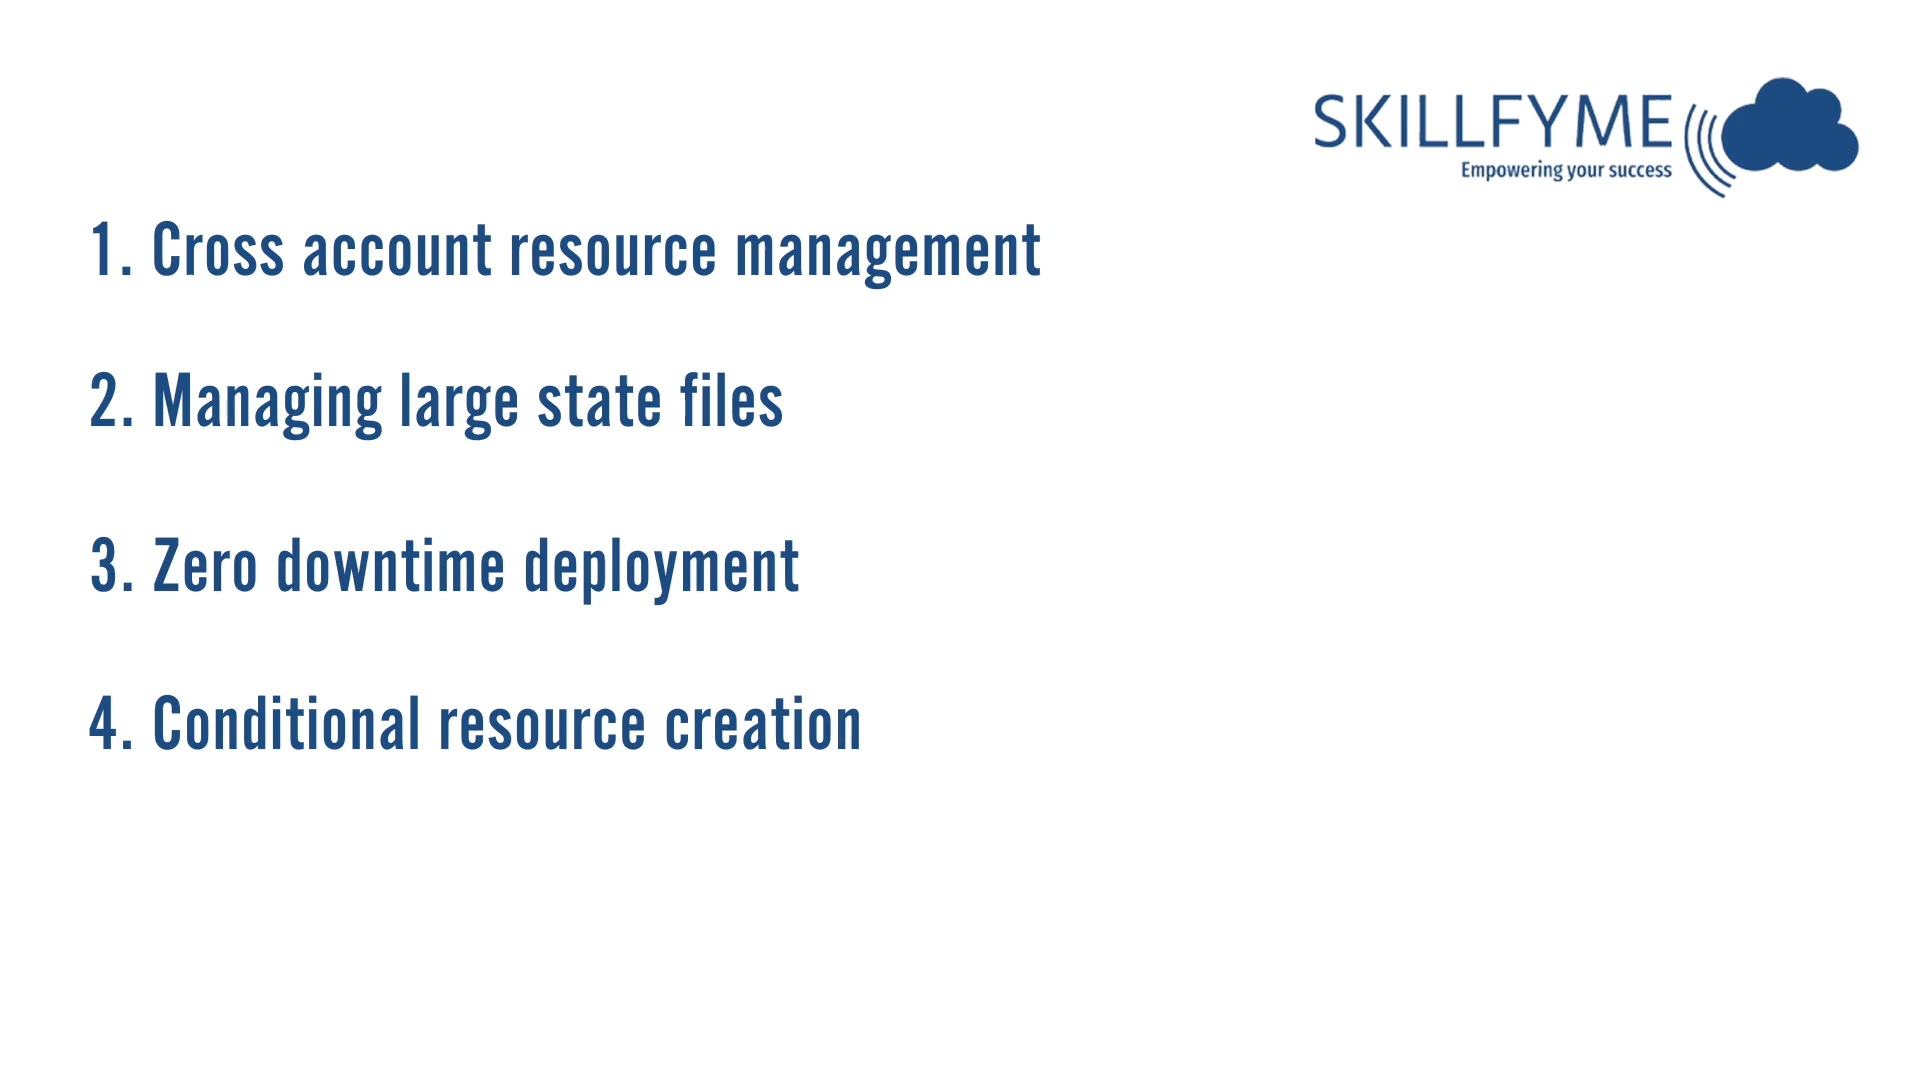 SKILLFYME
Empowering your success
1. Cross account resource management
2. Managing large state files
3. Zero downtime deployment
4. Conditional resource creation